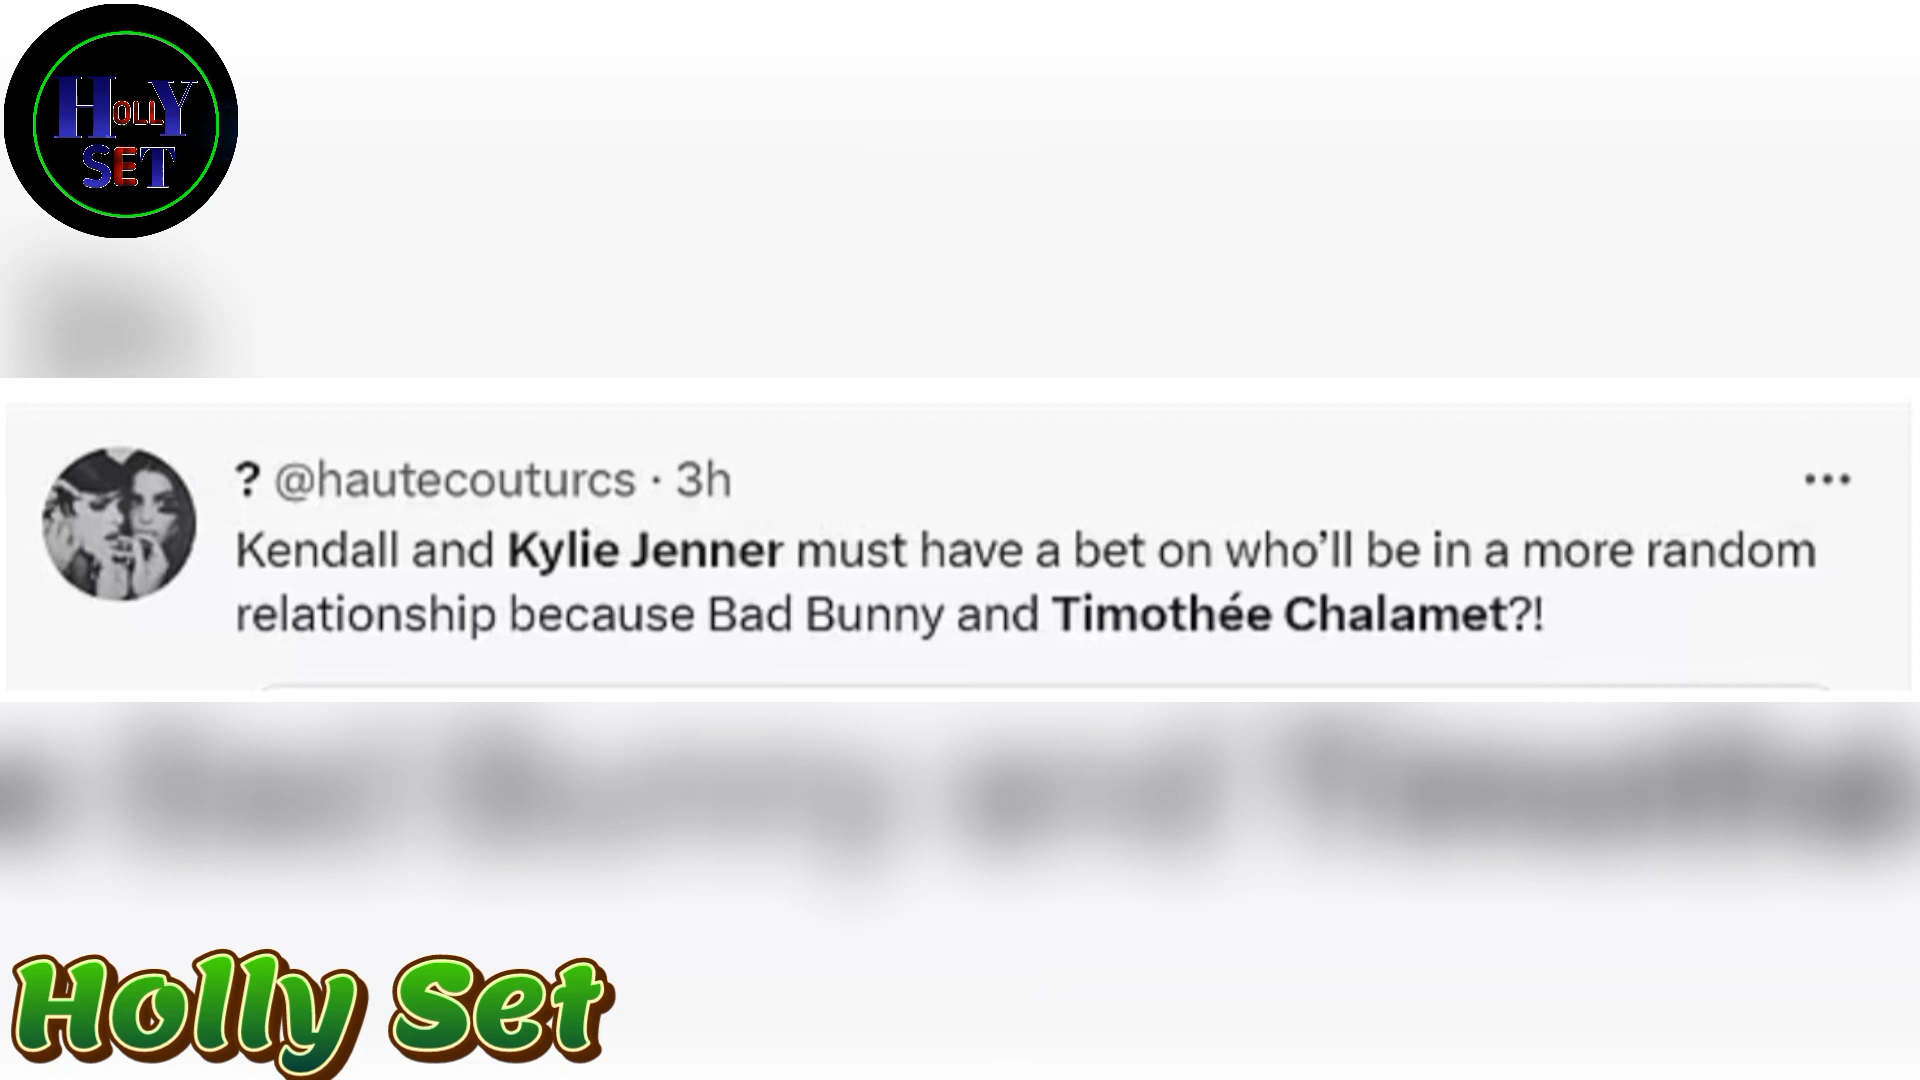 HOLLY
SET
? @hautecouturcs · 3h
Kendall and Kylie Jenner must have a bet on who’ll be in a more random
relationship because Bad Bunny and Timothée Chalamet?!
Holly Set